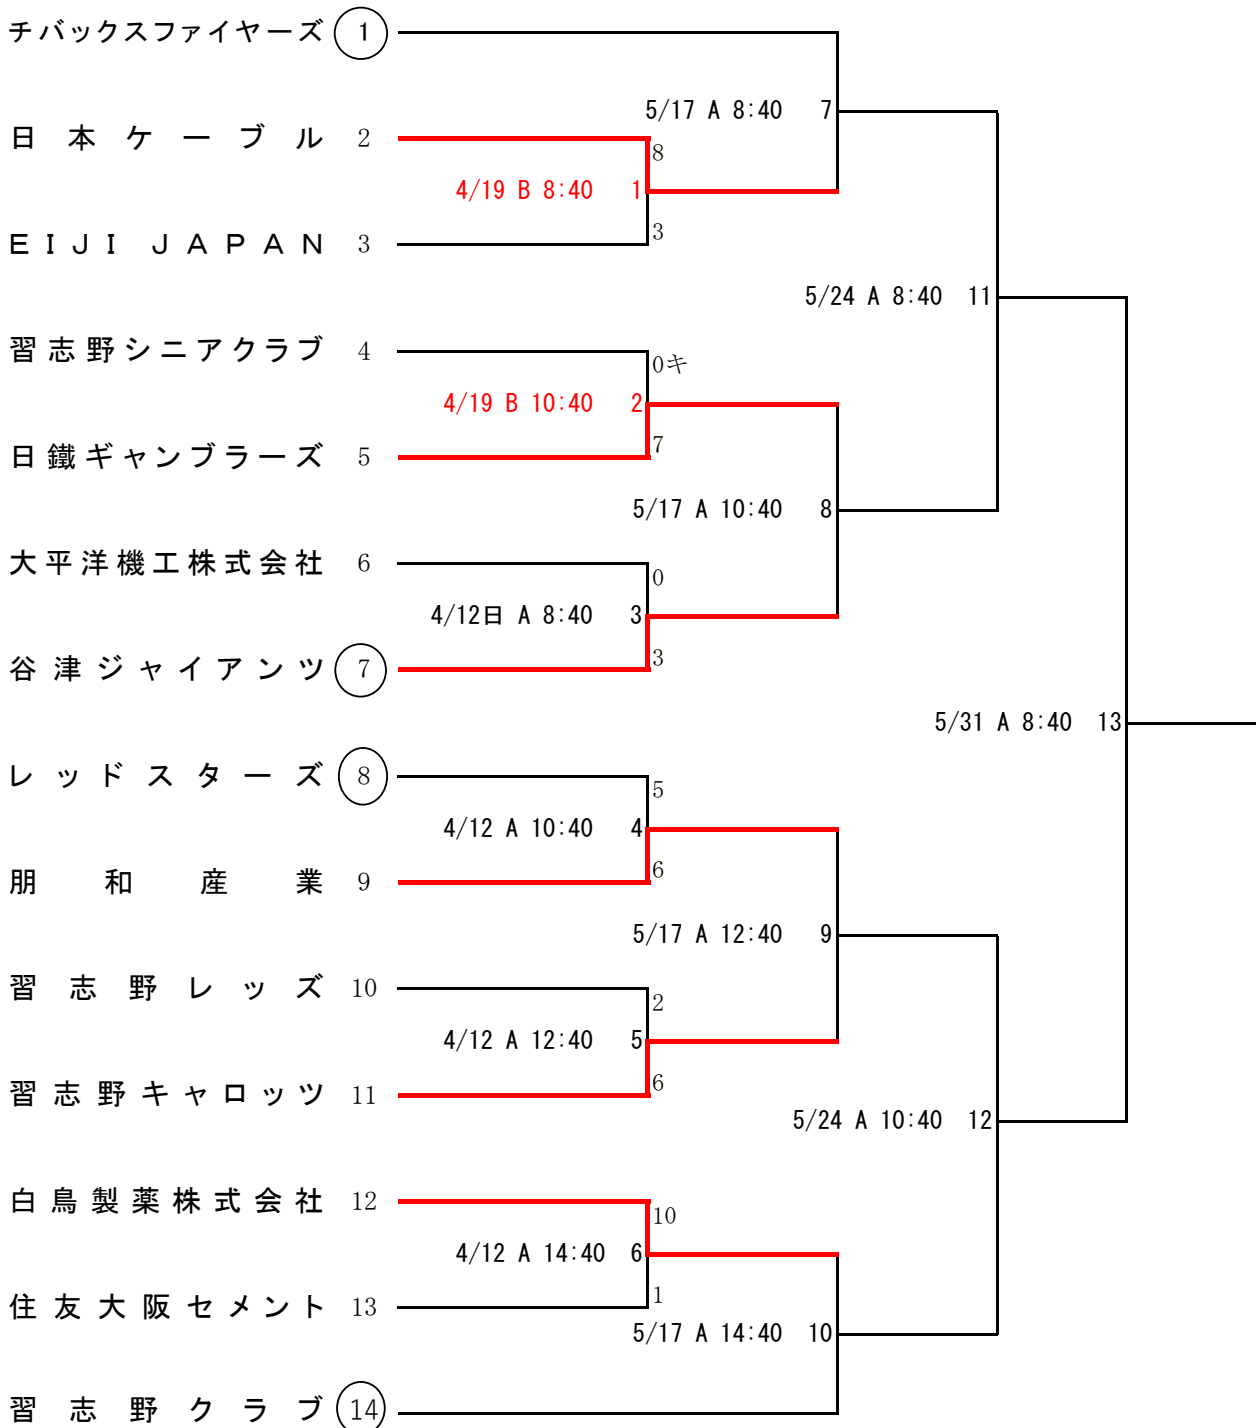 チバックスファイヤーズ 1
5/17 A 8:40 7
日本ケーブル 2
8
4/19 B 8:40 1
3
EIJI JAPAN 3
5/24 A 8:40 11
習志野シニアクラブ 4
0キ
4/19 B 10:40 2
7
日鐵ギャンブラーズ 5
5/17 A 10:40 8
大平洋機工株式会社 6
0
4/12日 A 8:40 3
3
谷津ジャイアンツ 7
5/31 A 8:40 13
レッドスターズ 8
5
4/12 A 10:40 4
6
朋和産業 9
5/17 A 12:40 9
習志野レッズ 10
2
4/12 A 12:40 5
6
習志野キャロッツ 11
5/24 A 10:40 12
白鳥製薬株式会社 12
10
4/12 A 14:40 6
1
住友大阪セメント 13
5/17 A 14:40 10
習志野クラブ 14